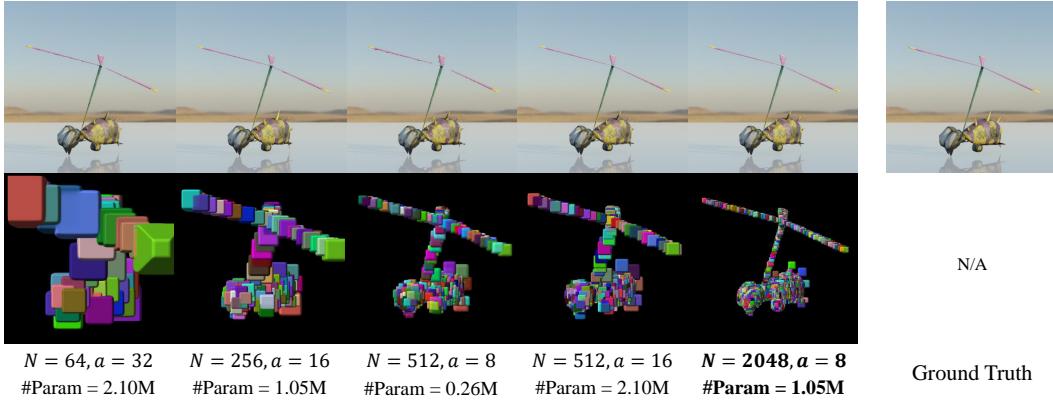 N/A
N = 64, a = 32
#Param = 2.10M
N = 256, a = 16
#Param = 1.05M
N = 512, a = 8
#Param = 0.26M
N = 512, a = 16
#Param = 2.10M
N = 2048, a = 8
#Param = 1.05M
Ground Truth